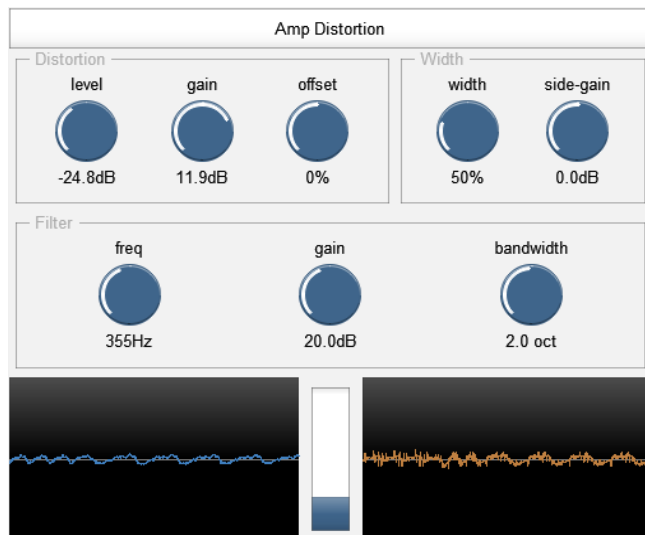 Amp Distortion
Distortion
Width
level gain offset
width side-gain
-24.8dB 11.9dB 0%
50% 0.0dB
Filter
freq gain bandwidth
355Hz 20.0dB 2.0 oct